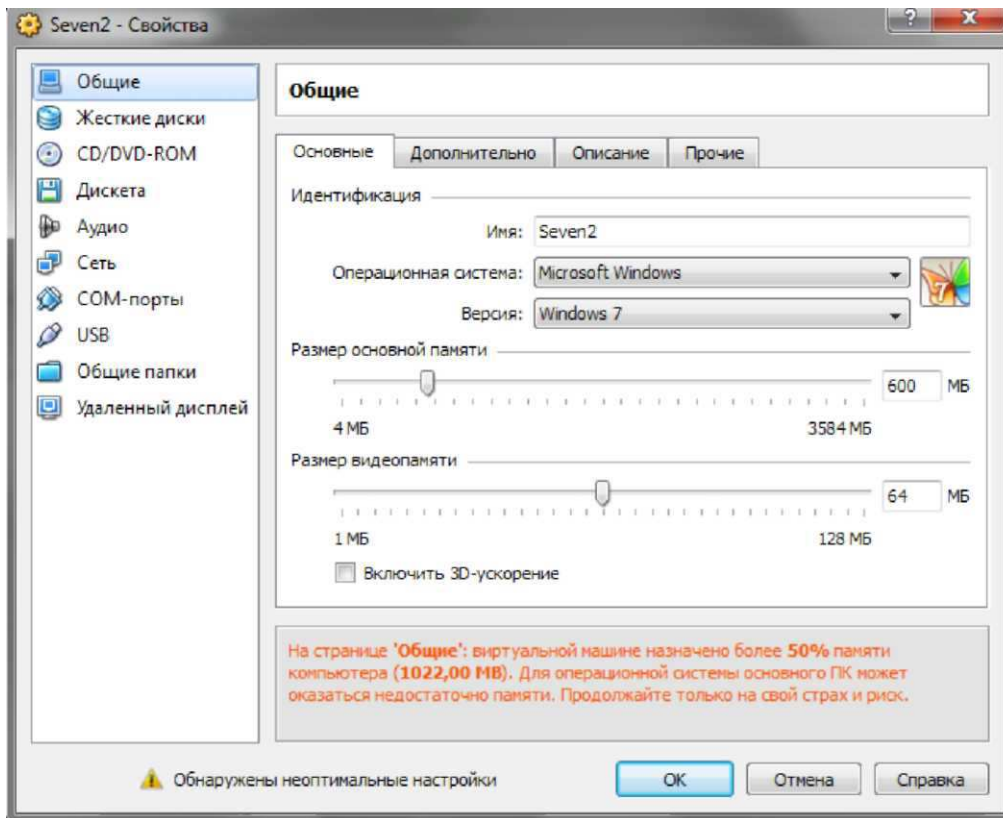 Seven2 - Свойства
Общие
Жесткие диски
CD/DVD-ROM
Дискета
Аудио
Сеть
COM-порты
USB
Общие папки
Удаленный дисплей
Общие
Основные Дополнительно Описание Прочие
Идентификация
Имя: Seven2
Операционная система: Microsoft Windows
Версия: Windows 7
Размер основной памяти
600 МБ
4 МБ 3584 МБ
Размер видеопамяти
64 МБ
1 МБ 128 МБ
Включить 3D-ускорение
На странице 'Общие': виртуальной машине назначено более 50% памяти
компьютера (1022,00 MB). Для операционной системы основного ПК может
оказаться недостаточно памяти. Продолжайте только на свой страх и риск.
Обнаружены неоптимальные настройки
OK Отмена Справка